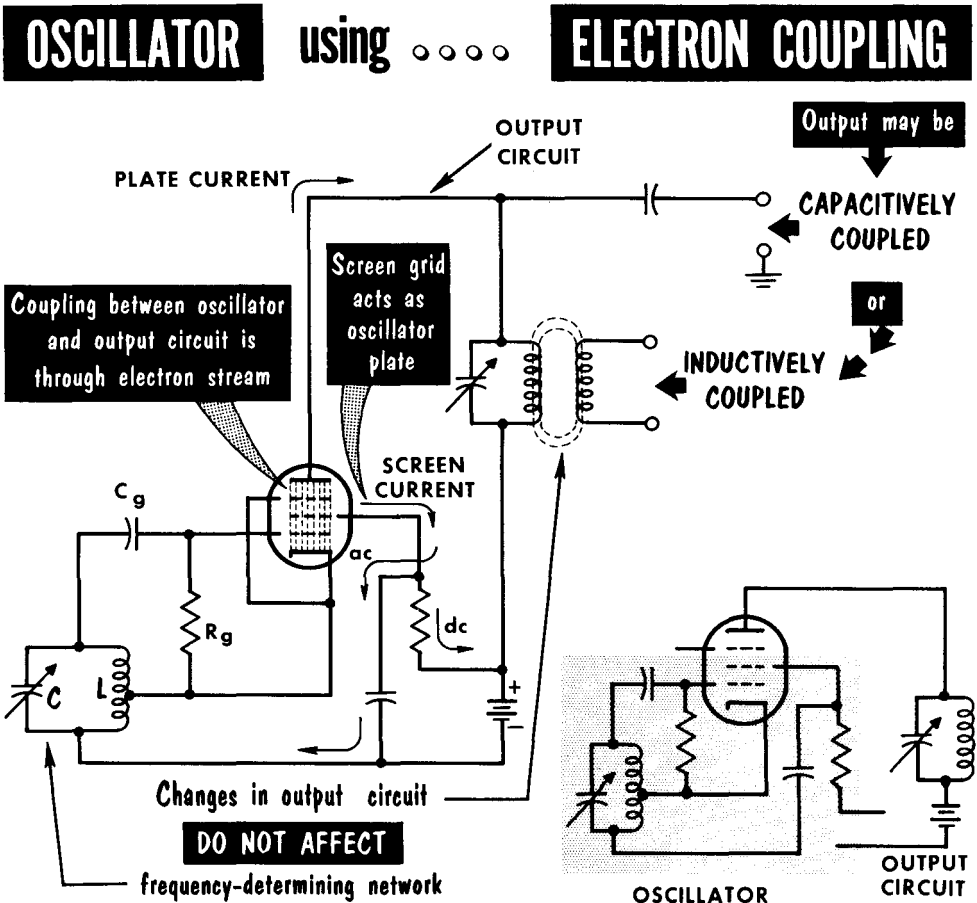 OSCILLATOR using .... ELECTRON COUPLING
Output may be
CAPACITIVELY
COUPLED
or
INDUCTIVELY
COUPLED
OUTPUT
CIRCUIT
PLATE CURRENT
Screen grid
acts as
oscillator
plate
Coupling between oscillator
and output circuit is
through electron stream
SCREEN
CURRENT
Cg
ac
Rg
dc
C
L
+
-
Changes in output circuit
DO NOT AFFECT
frequency-determining network
OSCILLATOR
OUTPUT
CIRCUIT